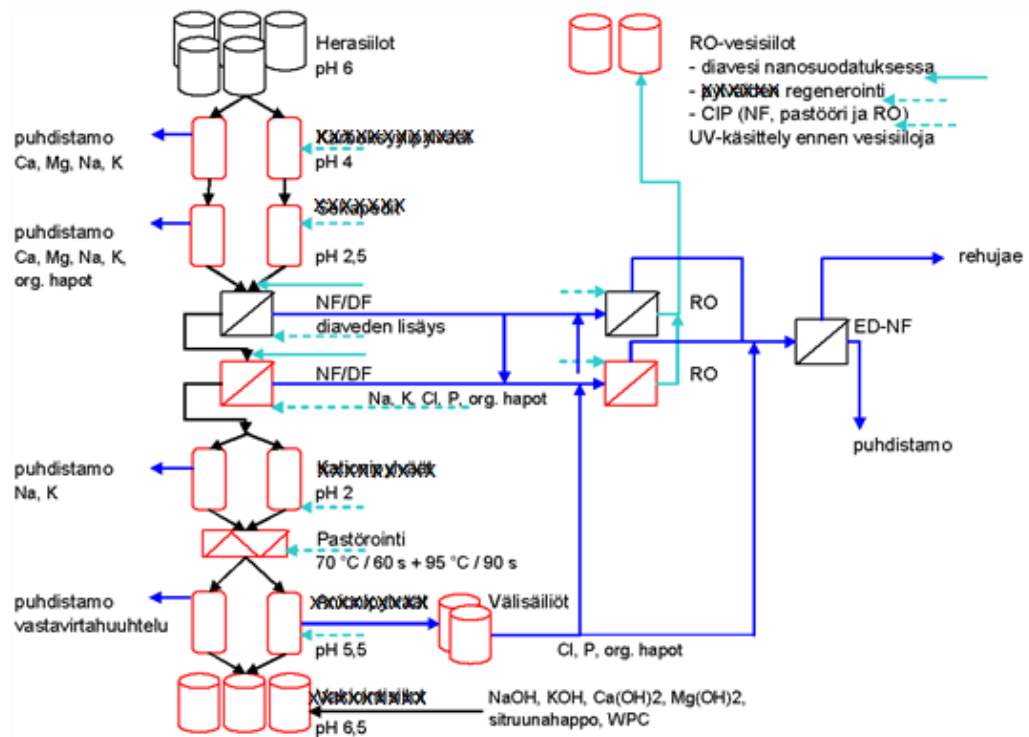 Herasiilot
pH 6
RO-vesisiilot
- diavesi nanosuodatuksessa
- regenerointi
- CIP (NF, pastööri ja RO)
UV-käsittely ennen vesisiiloja
puhdistamo
Ca, Mg, Na, K
pH 4
puhdistamo
Ca, Mg, Na, K,
org. hapot
pH 2,5
NF/DF
diaveden lisäys
RO
rehujae
ED-NF
NF/DF
Na, K, Cl, P, org. hapot
RO
puhdistamo
puhdistamo
Na, K
pH 2
Pastörointi
70 °C / 60 s + 95 °C / 90 s
puhdistamo
vastavirtahuuhtelu
Välisäiliöt
pH 5,5
Cl, P, org. hapot
pH 6,5
NaOH, KOH, Ca(OH)2, Mg(OH)2,
sitruunahappo, WPC